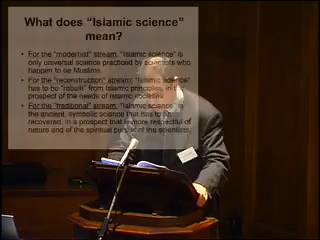 What does “Islamic science”
mean?
• For the “modernist” stream, “Islamic science” is
only universal science practiced by scientists who
happen to be Muslims.
• For the “reconstruction” stream, “Islamic science”
has to be “rebuilt” from Islamic principles, in the
prospect of the needs of Islamic societies.
• For the “traditional” stream, “Islamic science” is
the ancient, symbolic science that has to be
recovered, in a prospect that is more respectful of
nature and of the spiritual pursuit of the scientists.